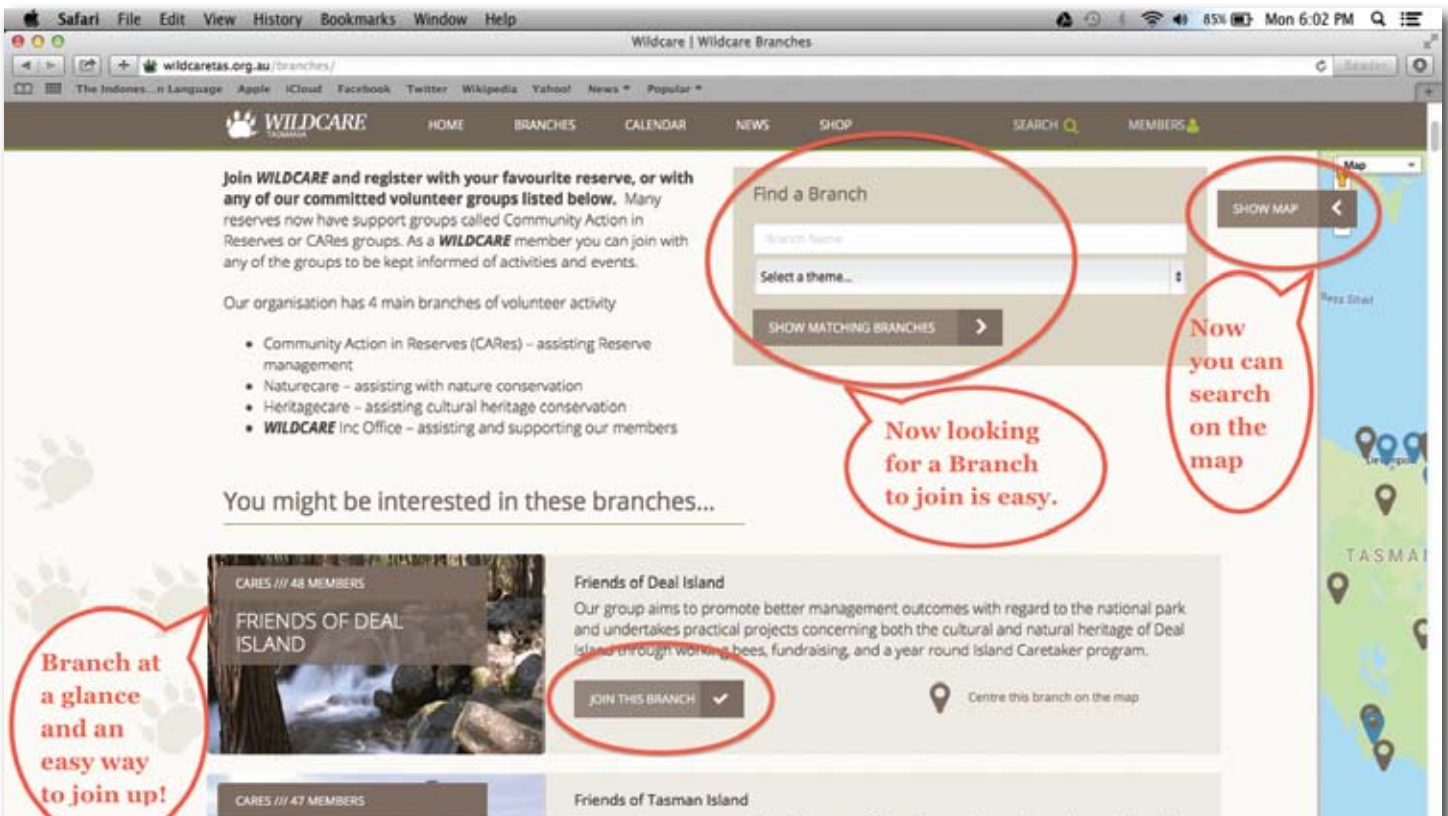 Safari File Edit View History Bookmarks Window Help 85% Mon 6:02 PM
Wildcare | Wildcare Branches
wildcaretas.org.au/branches/ Reader
The Indones...n Language Apple iCloud Facebook Twitter Wikipedia Yahoo! News Popular
WILDCARE
TASMANIA
HOME BRANCHES CALENDAR NEWS SHOP SEARCH MEMBERS
Join WILDCARE and register with your favourite reserve, or with
any of our committed volunteer groups listed below. Many
reserves now have support groups called Community Action in
Reserves or CARes groups. As a WILDCARE member you can join with
any of the groups to be kept informed of activities and events.
Our organisation has 4 main branches of volunteer activity
• Community Action in Reserves (CARes) – assisting Reserve
management
• Naturecare – assisting with nature conservation
• Heritagecare – assisting cultural heritage conservation
• WILDCARE Inc Office – assisting and supporting our members
Find a Branch
Branch Name
Select a theme...
SHOW MATCHING BRANCHES
Now looking
for a Branch
to join is easy.
Map
SHOW MAP
Now
you can
search
on the
map
Bass Strait
Devonport
TASMA
You might be interested in these branches...
CARES /// 48 MEMBERS
FRIENDS OF DEAL
ISLAND
Friends of Deal Island
Our group aims to promote better management outcomes with regard to the national park
and undertakes practical projects concerning both the cultural and natural heritage of Deal
Island through working bees, fundraising, and a year round Island Caretaker program.
JOIN THIS BRANCH
Centre this branch on the map
Branch at
a glance
and an
easy way
to join up!
CARES /// 47 MEMBERS
Friends of Tasman Island